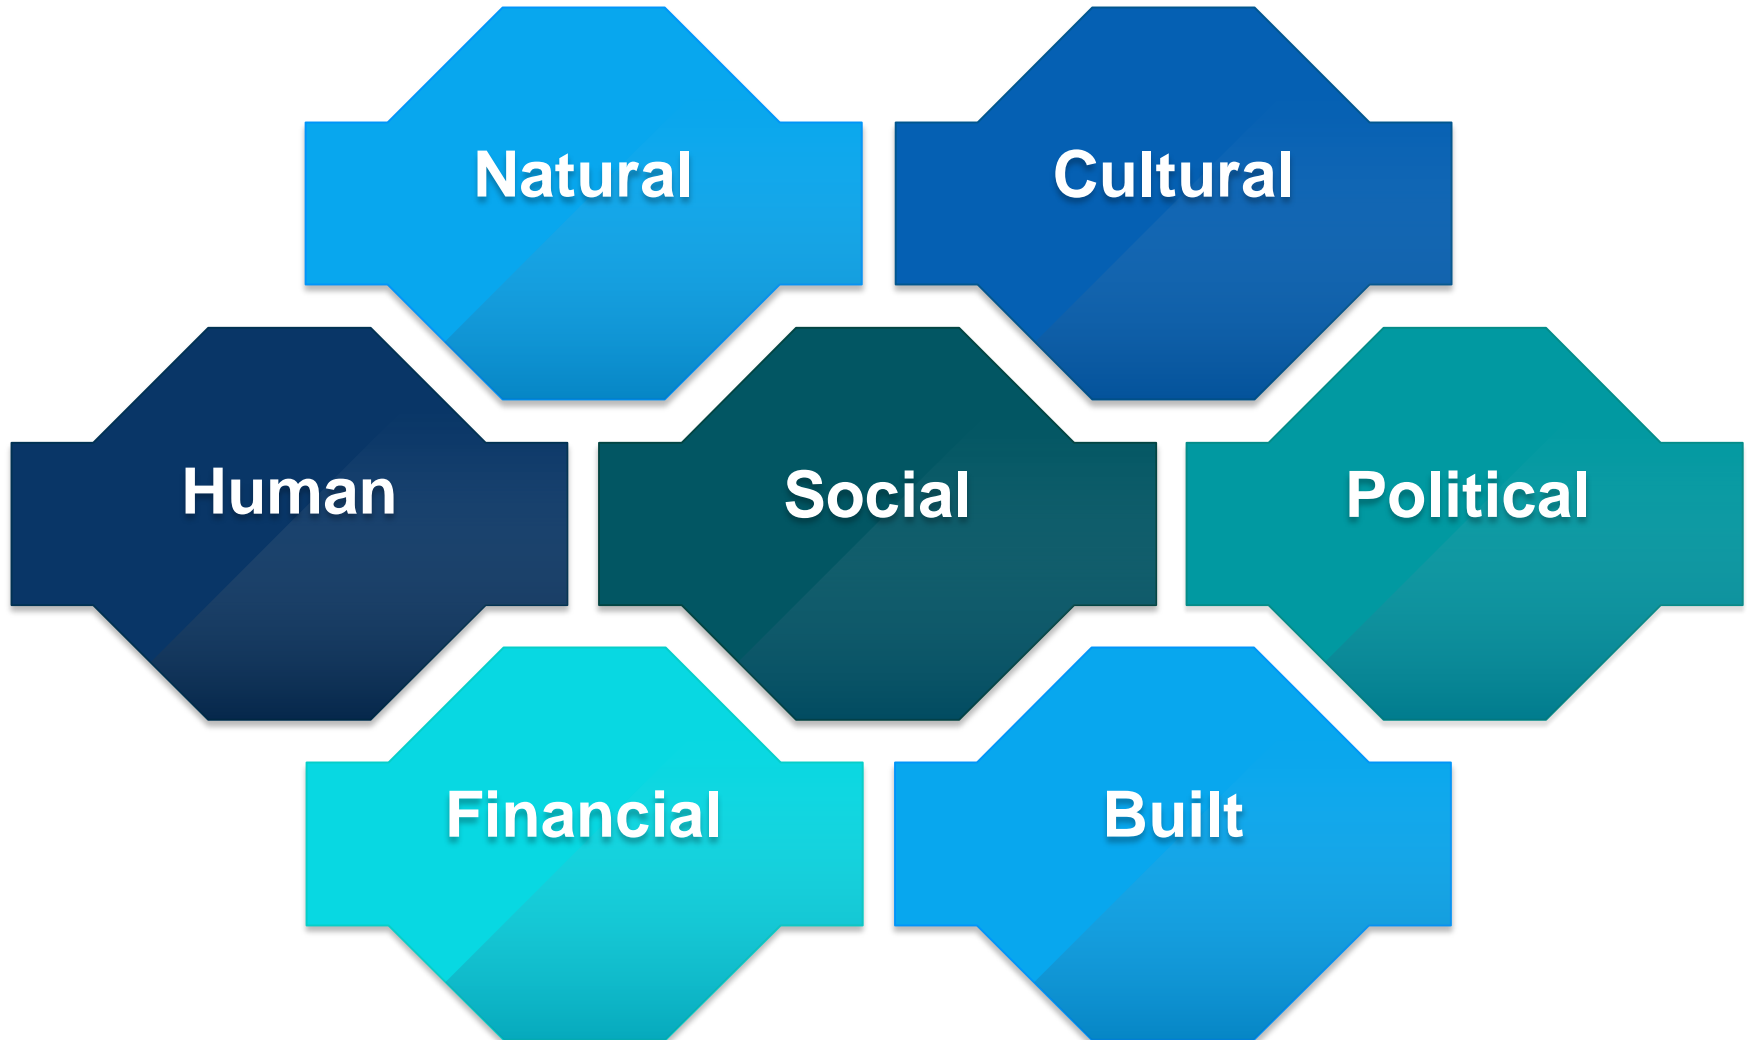 Natural
Cultural
Human
Social
Political
Financial
Built